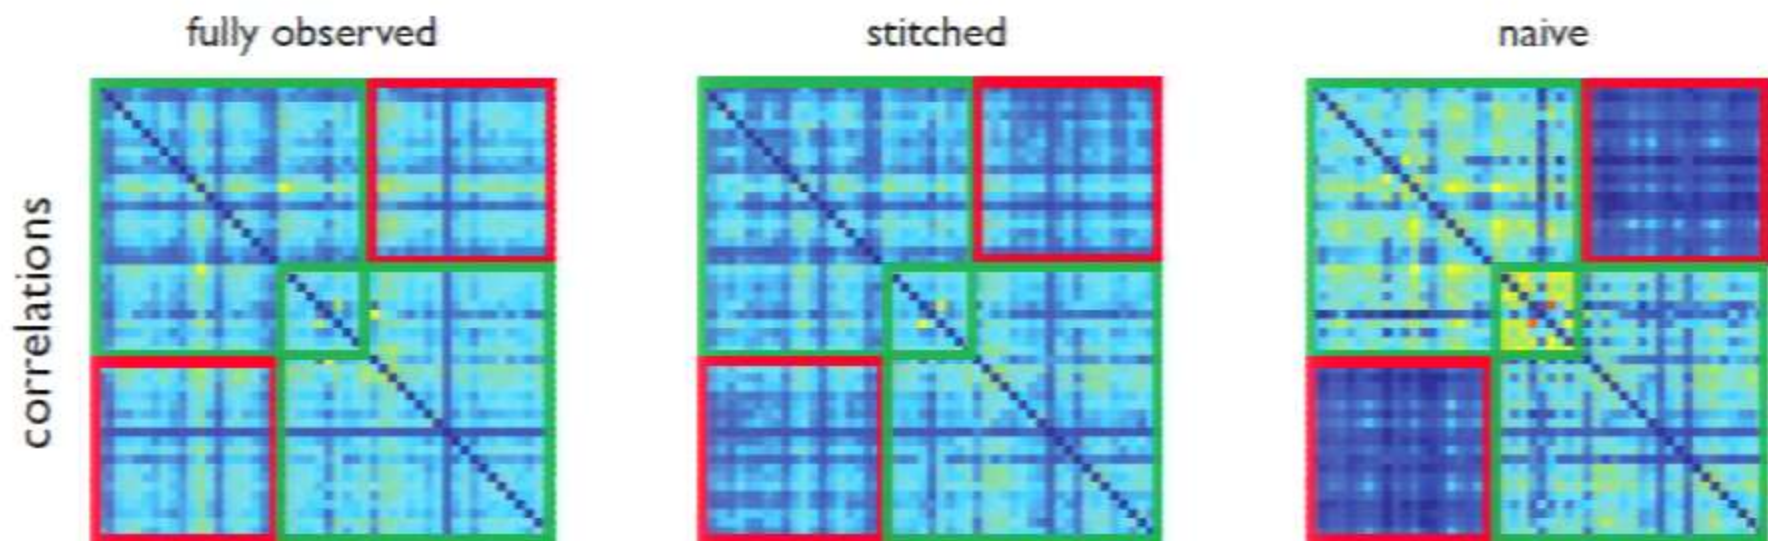 fully observed
stitched
naive
correlations